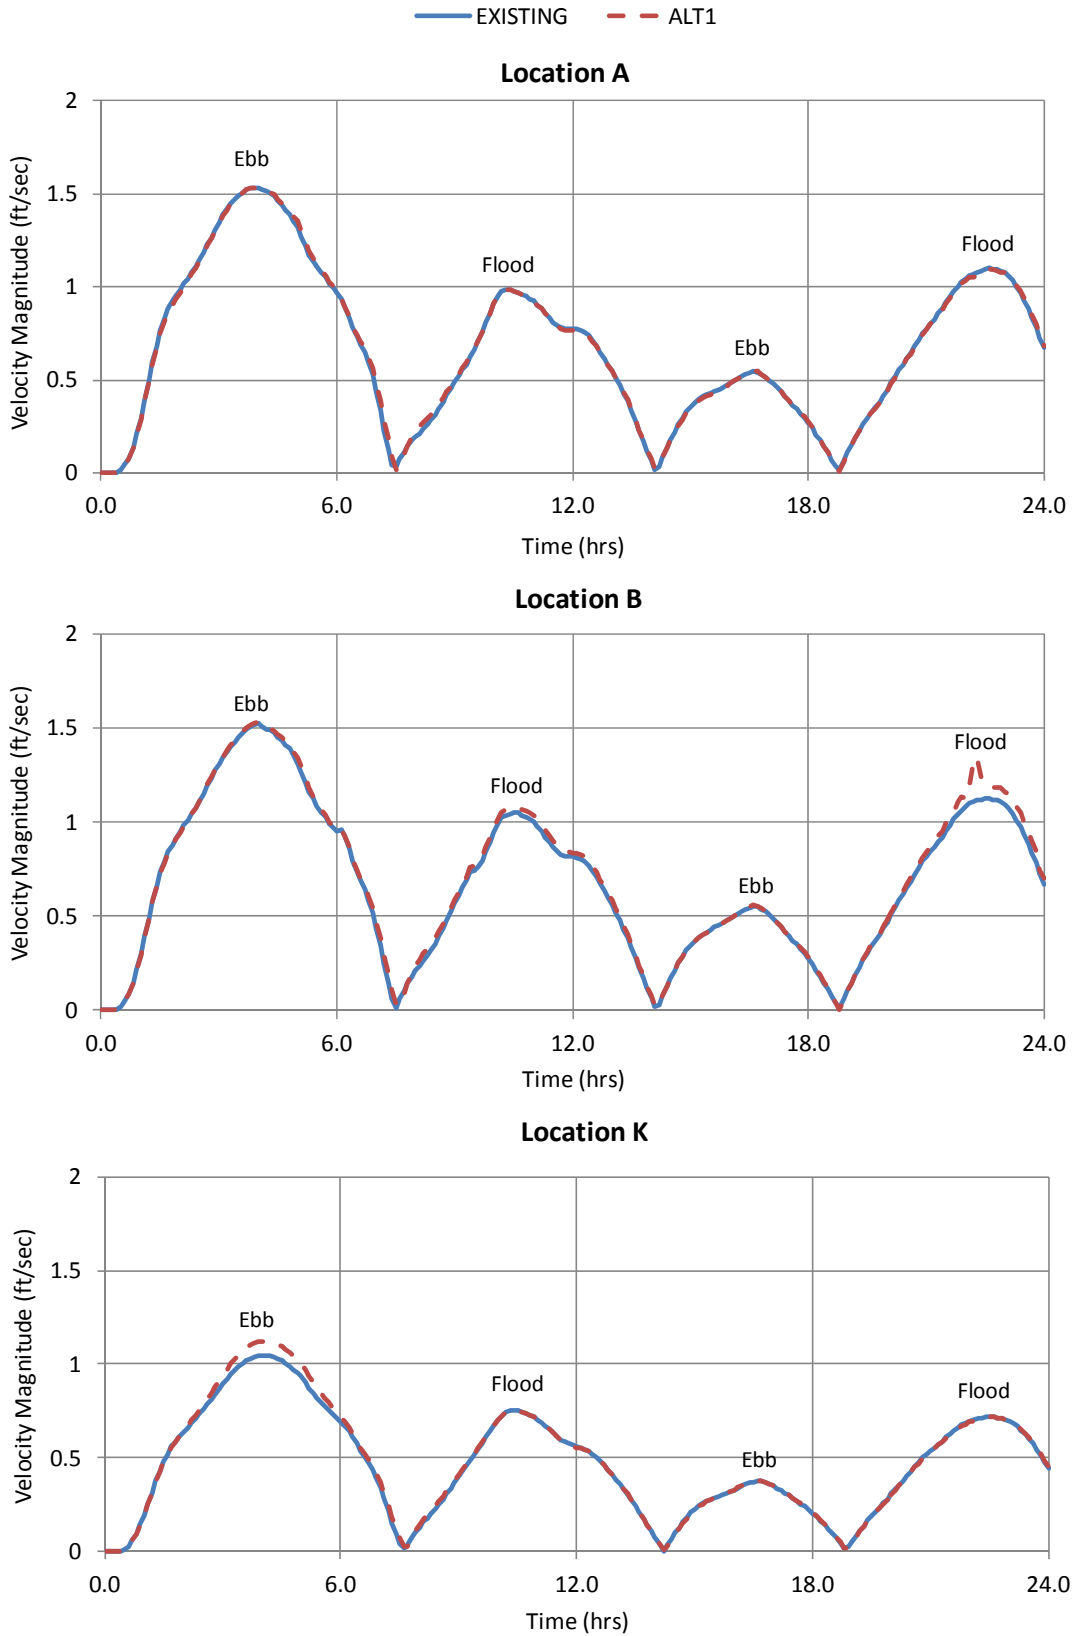 EXISTING ALT1
Location A
2
1.5
1
0.5
0
Velocity Magnitude (ft/sec)
Ebb
Flood
Ebb
Flood
0.0 6.0 12.0 18.0 24.0
Time (hrs)
Location B
2
1.5
1
0.5
0
Velocity Magnitude (ft/sec)
Ebb
Flood
Ebb
Flood
0.0 6.0 12.0 18.0 24.0
Time (hrs)
Location K
2
1.5
1
0.5
0
Velocity Magnitude (ft/sec)
Ebb
Flood
Ebb
Flood
0.0 6.0 12.0 18.0 24.0
Time (hrs)